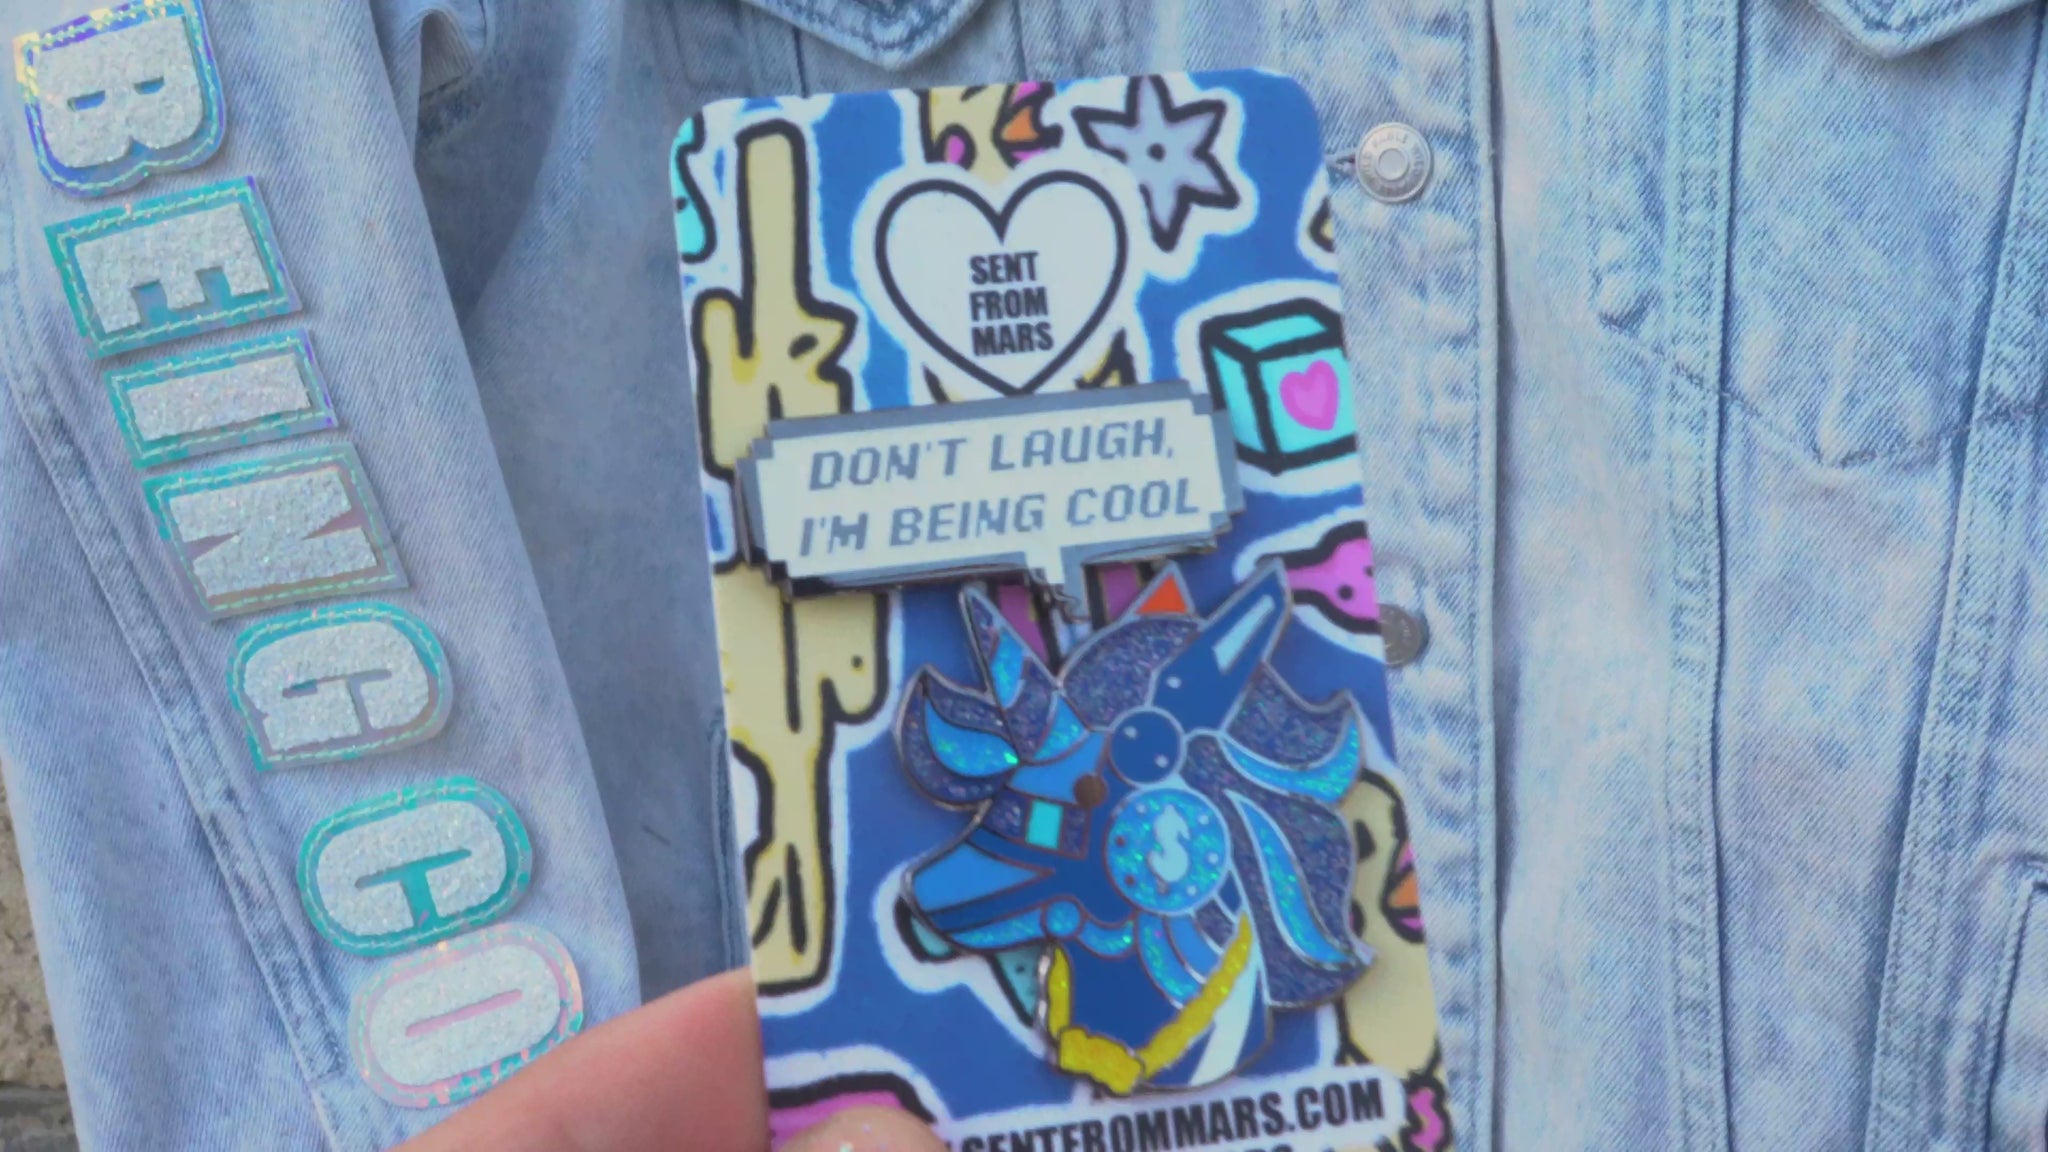 BEING CO
SENT
FROM
MARS
DON'T LAUGH,
I'M BEING COOL
SENTFROMMARS.COM